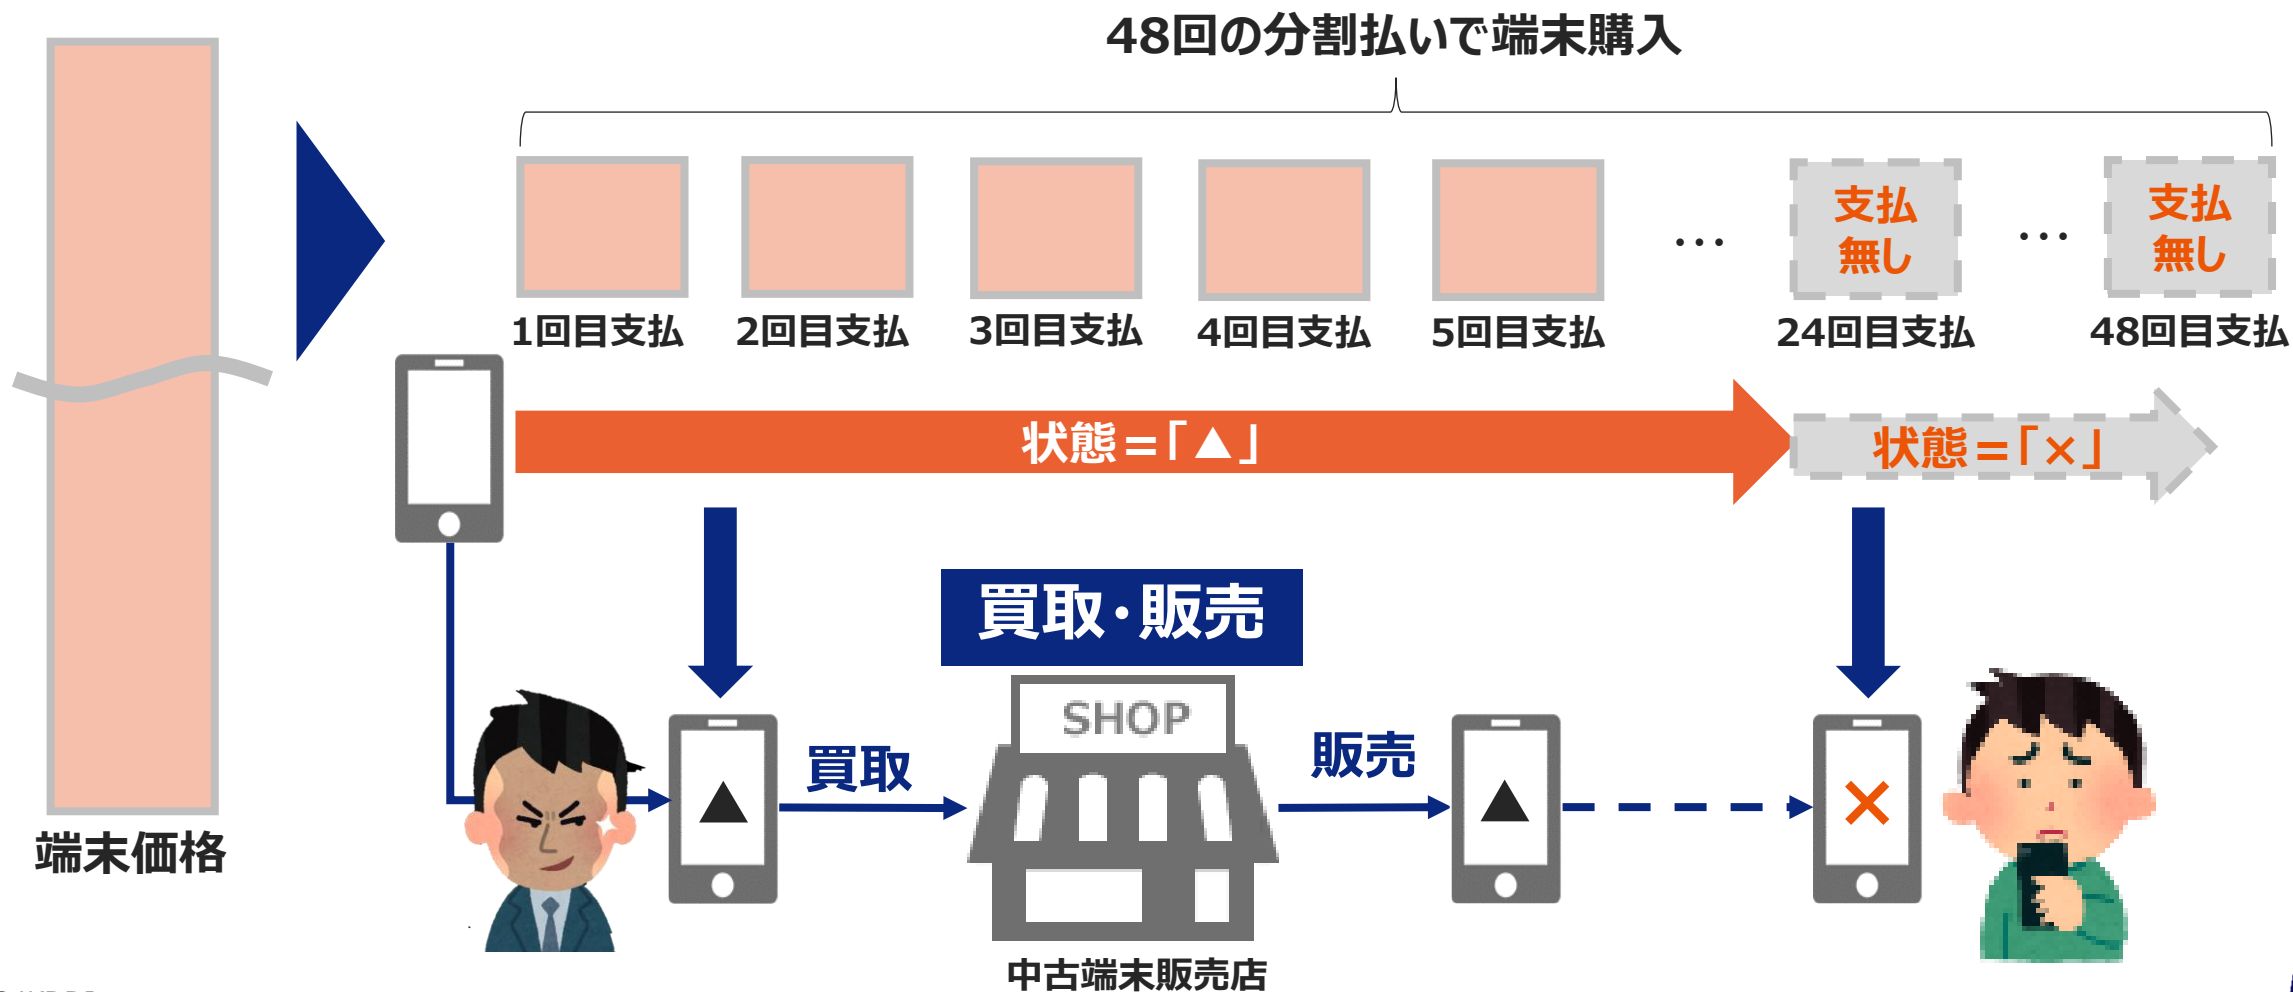 48回の分割払いで端末購入
支払
無し
支払
無し
…
…
1回目支払
2回目支払
3回目支払
4回目支払
5回目支払
24回目支払
48回目支払
状態=「▲」
状態=「×」
買取・販売
SHOP
買取
販売
▲
▲
×
端末価格
中古端末販売店